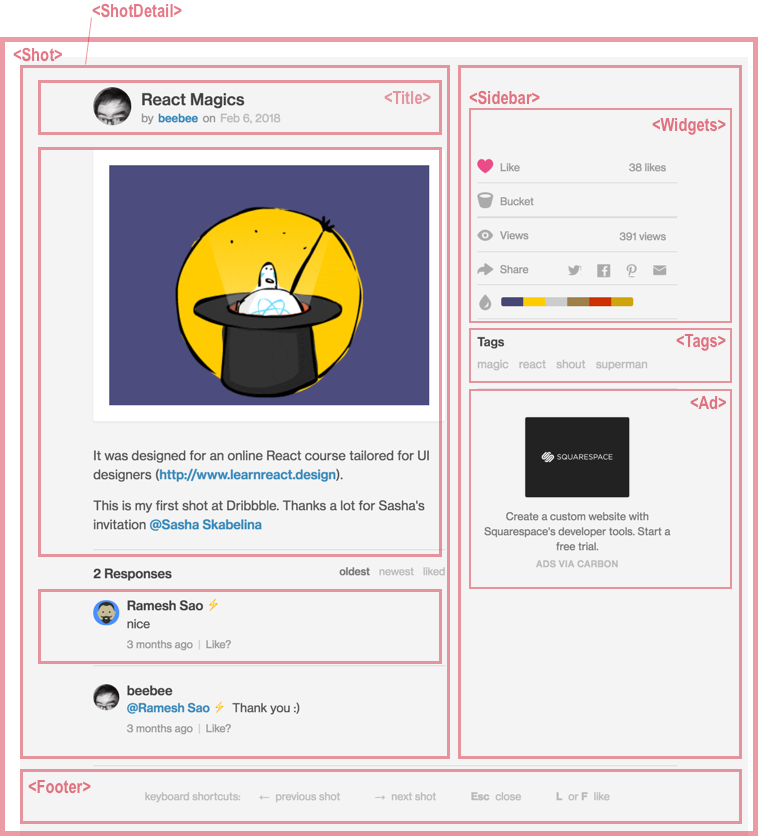 <ShotDetail>
<Shot>
<Title>
React Magics
by beebee on Feb 6, 2018
It was designed for an online React course tailored for UI
designers (http://www.learnreact.design).
This is my first shot at Dribbble. Thanks a lot for Sasha's
invitation @Sasha Skabelina
2 Responses
oldest newest liked
Ramesh Sao ⚡
nice
3 months ago | Like?
beebee
@Ramesh Sao ⚡ Thank you :)
3 months ago | Like?
<Sidebar>
<Widgets>
Like 38 likes
Bucket
Views 391 views
Share
Tags
<Tags>
magic react shout superman
<Ad>
SQUARESPACE
Create a custom website with
Squarespace's developer tools. Start a
free trial.
ADS VIA CARBON
<Footer>
keyboard shortcuts: ← previous shot → next shot Esc close L or F like